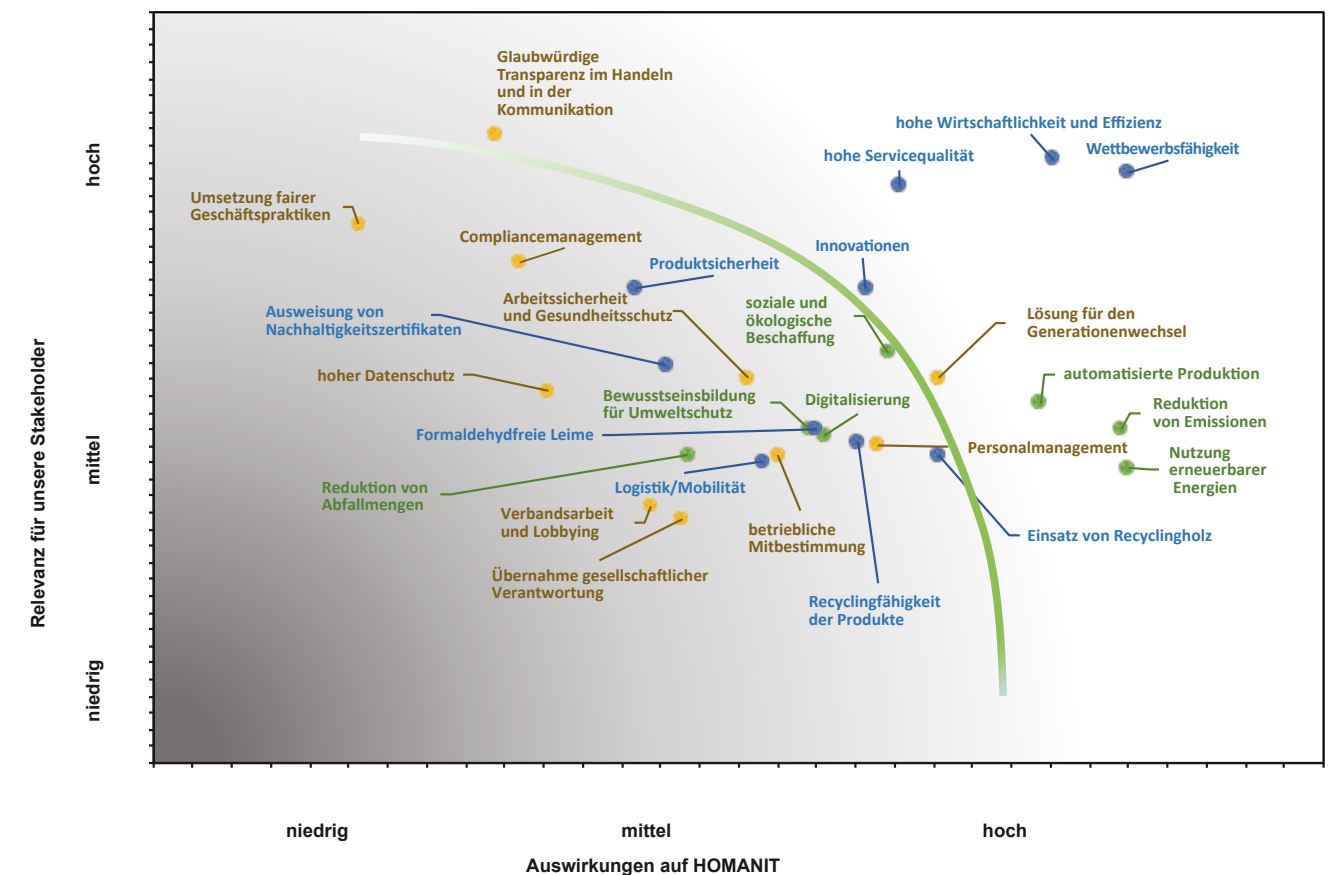 Glaubwürdige
Transparenz im Handeln
und in der
Kommunikation
hohe Wirtschaftlichkeit und Effizienz
hohe Servicequalität
Wettbewerbsfähigkeit
hoch
Umsetzung fairer
Geschäftspraktiken
Compliancemanagement
Innovationen
Produktsicherheit
Arbeitssicherheit
und Gesundheitsschutz
soziale und
ökologische
Beschaffung
Ausweisung von
Nachhaltigkeitszertifikaten
Lösung für den
Generationenwechsel
hoher Datenschutz
automatisierte Produktion
Bewusstseinsbildung
für Umweltschutz
Digitalisierung
Reduktion
von Emissionen
Formaldehydfreie Leime
Personalmanagement
Nutzung
erneuerbarer
Energien
mittel
Relevanz für unsere Stakeholder
Reduktion von
Abfallmengen
Logistik/Mobilität
Verbandsarbeit
und Lobbying
betriebliche
Mitbestimmung
Einsatz von Recyclingholz
Übernahme gesellschaftlicher
Verantwortung
Recyclingfähigkeit
der Produkte
niedrig
niedrig
mittel
hoch
Auswirkungen auf HOMANIT